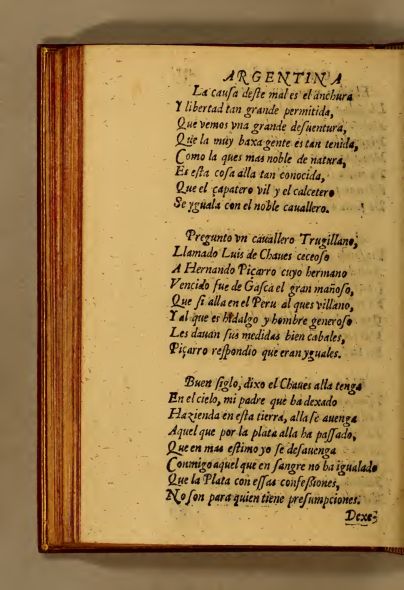 ARGENTINA
La causa deste mal es el anchura
Y libertad tan grande permitida,
Que vemos vna grande desuentura,
Que la muy baxa gente es tan tenida,
Como la ques mas noble de natura,
Es esta cosa alla tan conocida,
Que el çapatero vil y el calcetero
Se yguala con el noble cauallero.
Pregunto vn cauallero Trugillano,
Llamado Luis de Chaues ceceoso
A Hernando Piçarro cuyo hermano
Vencido fue de Gasca el gran mañoso,
Que si alla en el Peru al ques villano,
Y al que es Hidalgo y hombre generoso
Les dauan sus medidas bien cabales,
Piçarro respondio que eran yguales.
Buen siglo, dixo el Chaues alla tenga
En el cielo, mi padre que ha dexado
Hazienda en esta tierra, alla se auenga
Aquel que por la plata alla ha passado,
Que en mas estimo yo se desauenga
Conmigo aquel que en sangre no ha igualado
Que la Plata con essas confessiones,
No son para quien tiene presumpciones.
Dexe